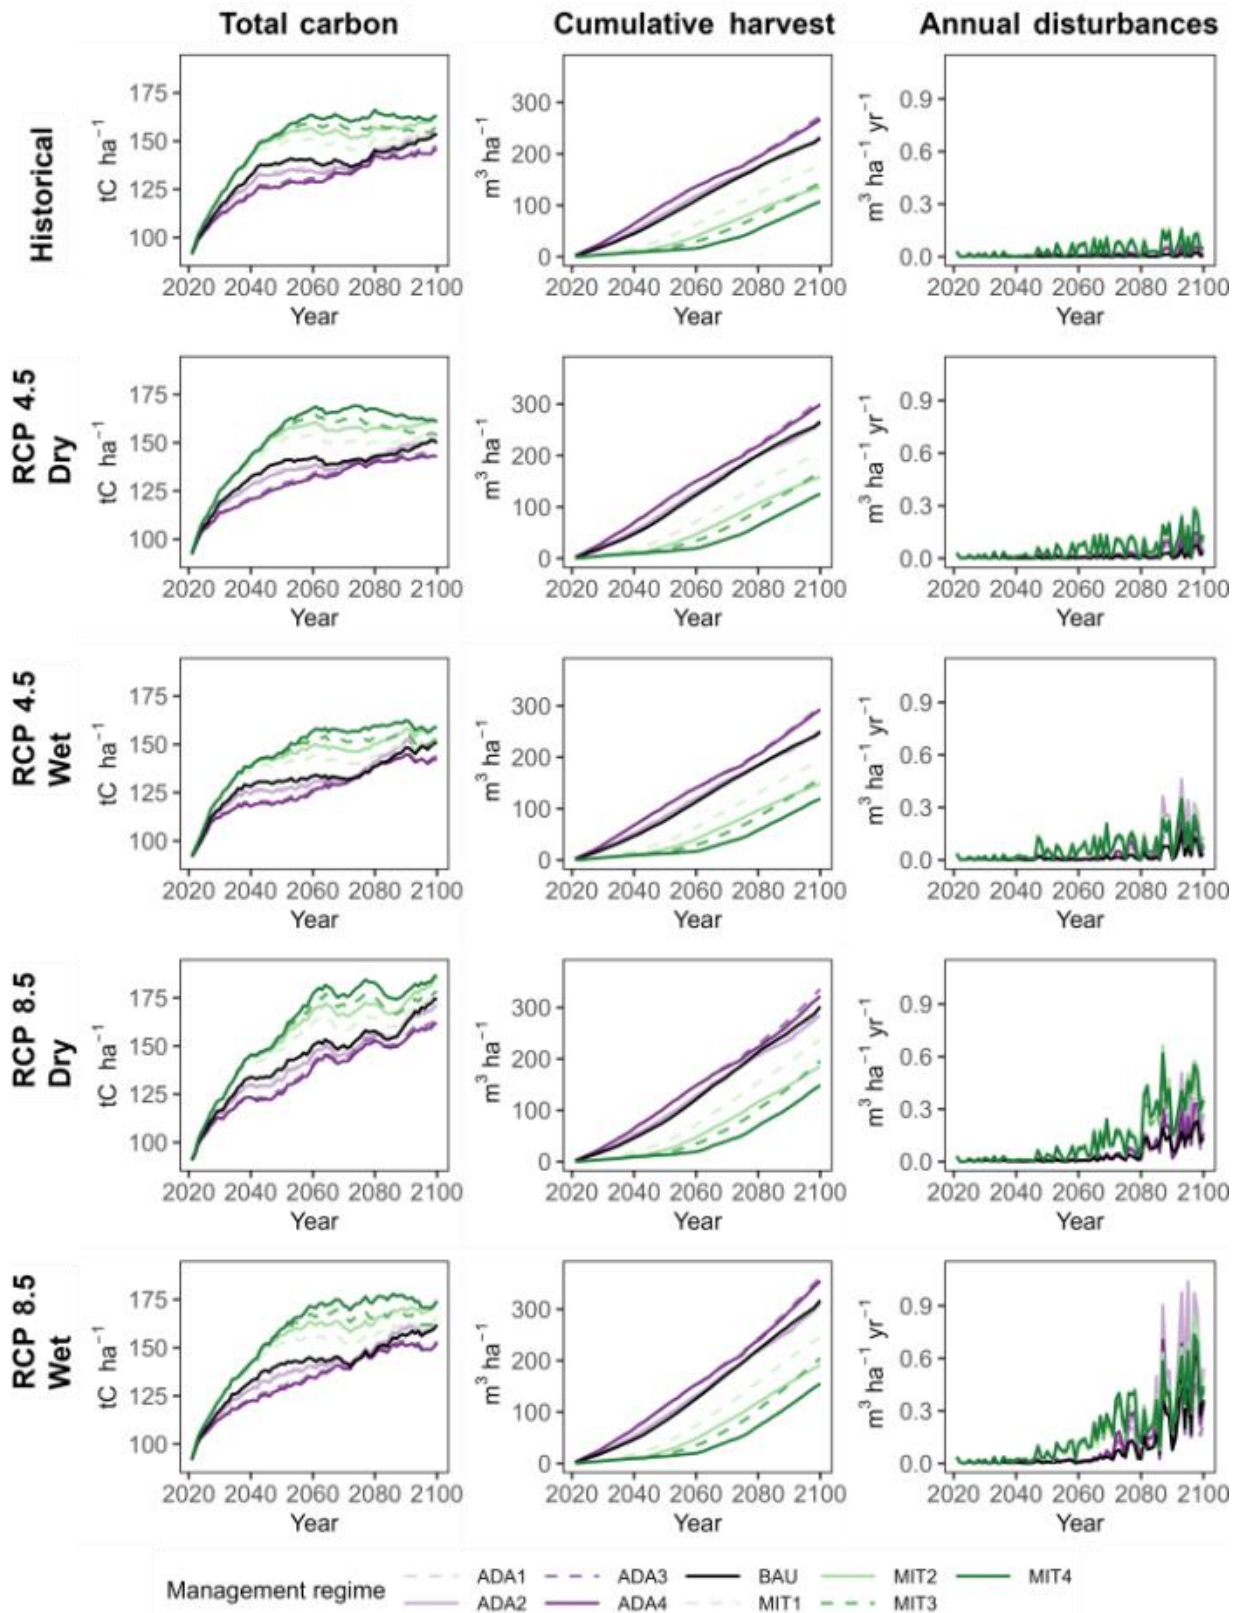 Total carbon Cumulative harvest Annual disturbances
Historical
tC ha⁻¹
175
150
125
100
2020 2040 2060 2080 2100
Year
m³ ha⁻¹
300
200
100
0
2020 2040 2060 2080 2100
Year
m³ ha⁻¹ yr⁻¹
0.9
0.6
0.3
0.0
2020 2040 2060 2080 2100
Year
RCP 4.5
Dry
tC ha⁻¹
175
150
125
100
2020 2040 2060 2080 2100
Year
m³ ha⁻¹
300
200
100
0
2020 2040 2060 2080 2100
Year
m³ ha⁻¹ yr⁻¹
0.9
0.6
0.3
0.0
2020 2040 2060 2080 2100
Year
RCP 4.5
Wet
tC ha⁻¹
175
150
125
100
2020 2040 2060 2080 2100
Year
m³ ha⁻¹
300
200
100
0
2020 2040 2060 2080 2100
Year
m³ ha⁻¹ yr⁻¹
0.9
0.6
0.3
0.0
2020 2040 2060 2080 2100
Year
RCP 8.5
Dry
tC ha⁻¹
175
150
125
100
2020 2040 2060 2080 2100
Year
m³ ha⁻¹
300
200
100
0
2020 2040 2060 2080 2100
Year
m³ ha⁻¹ yr⁻¹
0.9
0.6
0.3
0.0
2020 2040 2060 2080 2100
Year
RCP 8.5
Wet
tC ha⁻¹
175
150
125
100
2020 2040 2060 2080 2100
Year
m³ ha⁻¹
300
200
100
0
2020 2040 2060 2080 2100
Year
m³ ha⁻¹ yr⁻¹
0.9
0.6
0.3
0.0
2020 2040 2060 2080 2100
Year
Management regime
ADA1 ADA3 BAU MIT2 MIT4
ADA2 ADA4 MIT1 MIT3